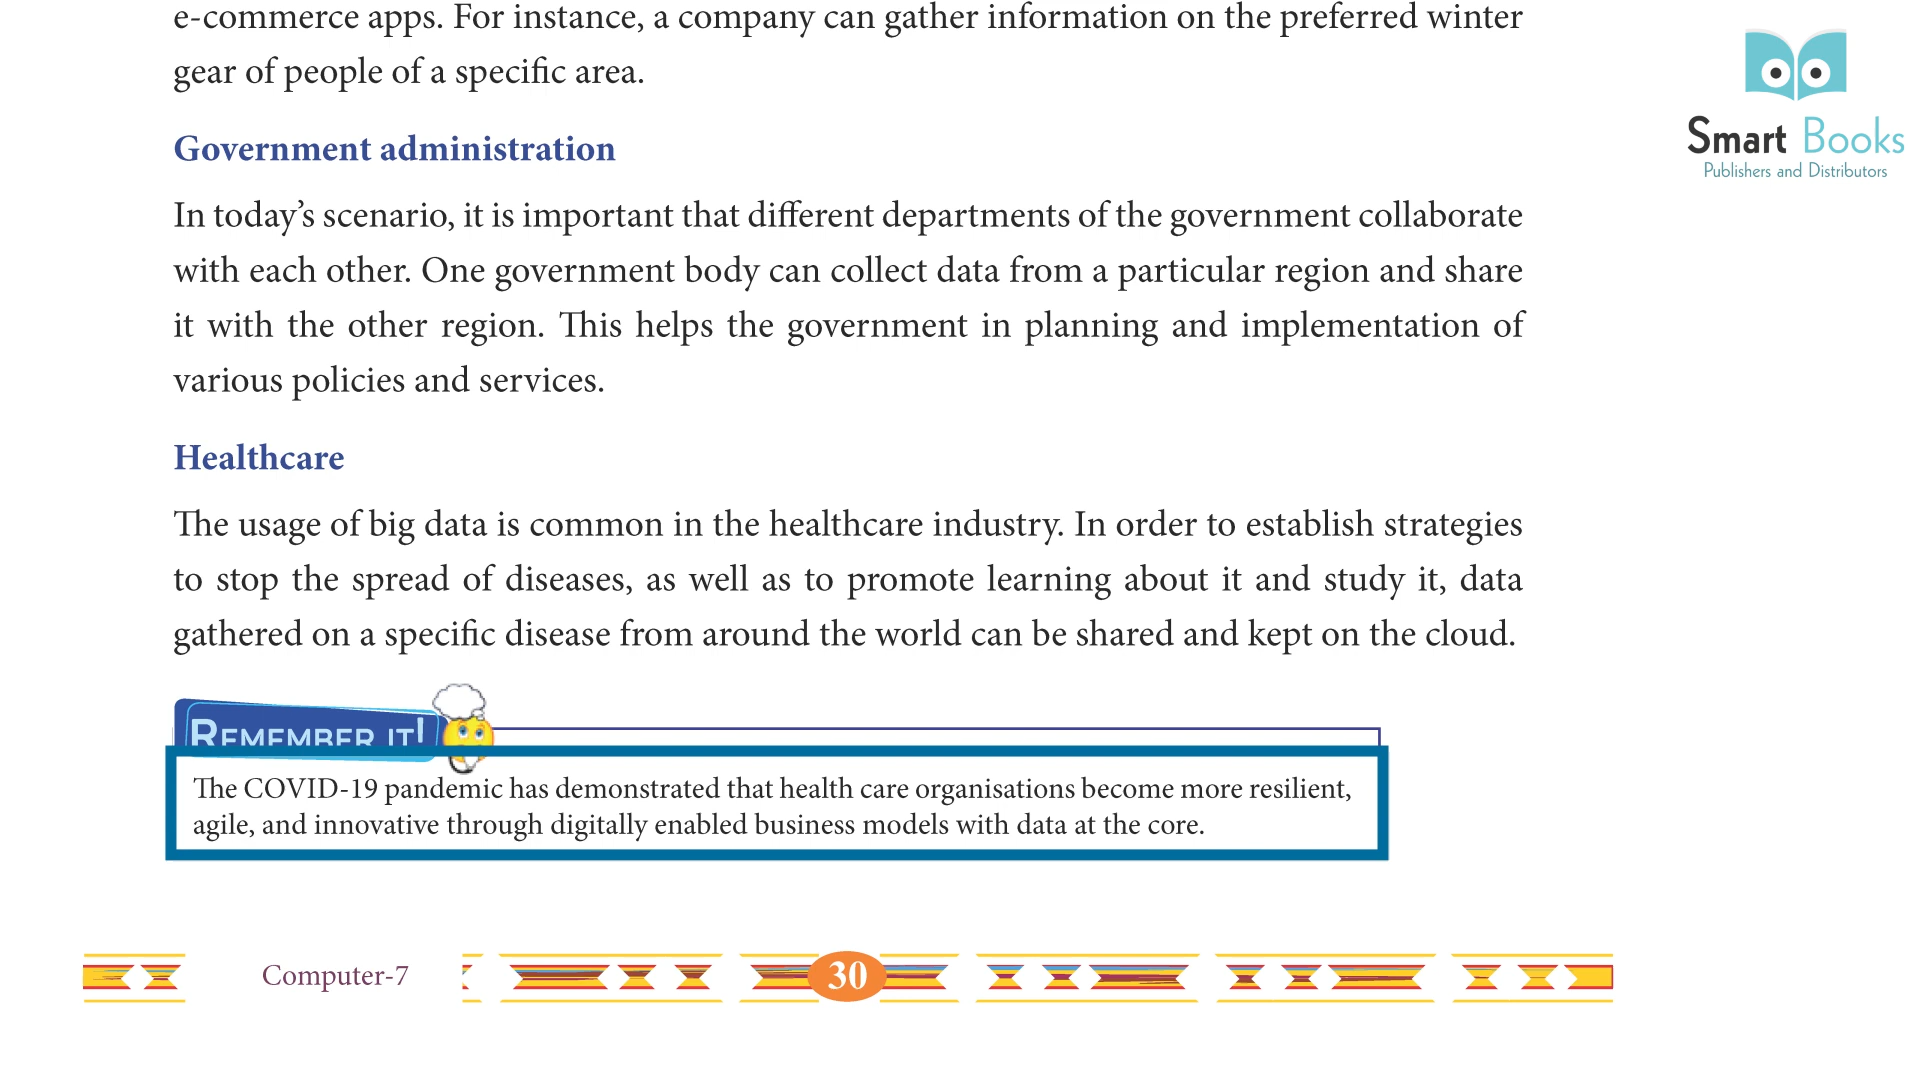 e-commerce apps. For instance, a company can gather information on the preferred winter
gear of people of a specific area.
Smart Books
Publishers and Distributors
Government administration
In today’s scenario, it is important that different departments of the government collaborate
with each other. One government body can collect data from a particular region and share
it with the other region. This helps the government in planning and implementation of
various policies and services.
Healthcare
The usage of big data is common in the healthcare industry. In order to establish strategies
to stop the spread of diseases, as well as to promote learning about it and study it, data
gathered on a specific disease from around the world can be shared and kept on the cloud.
REMEMBER IT!
The COVID-19 pandemic has demonstrated that health care organisations become more resilient,
agile, and innovative through digitally enabled business models with data at the core.
Computer-7
30